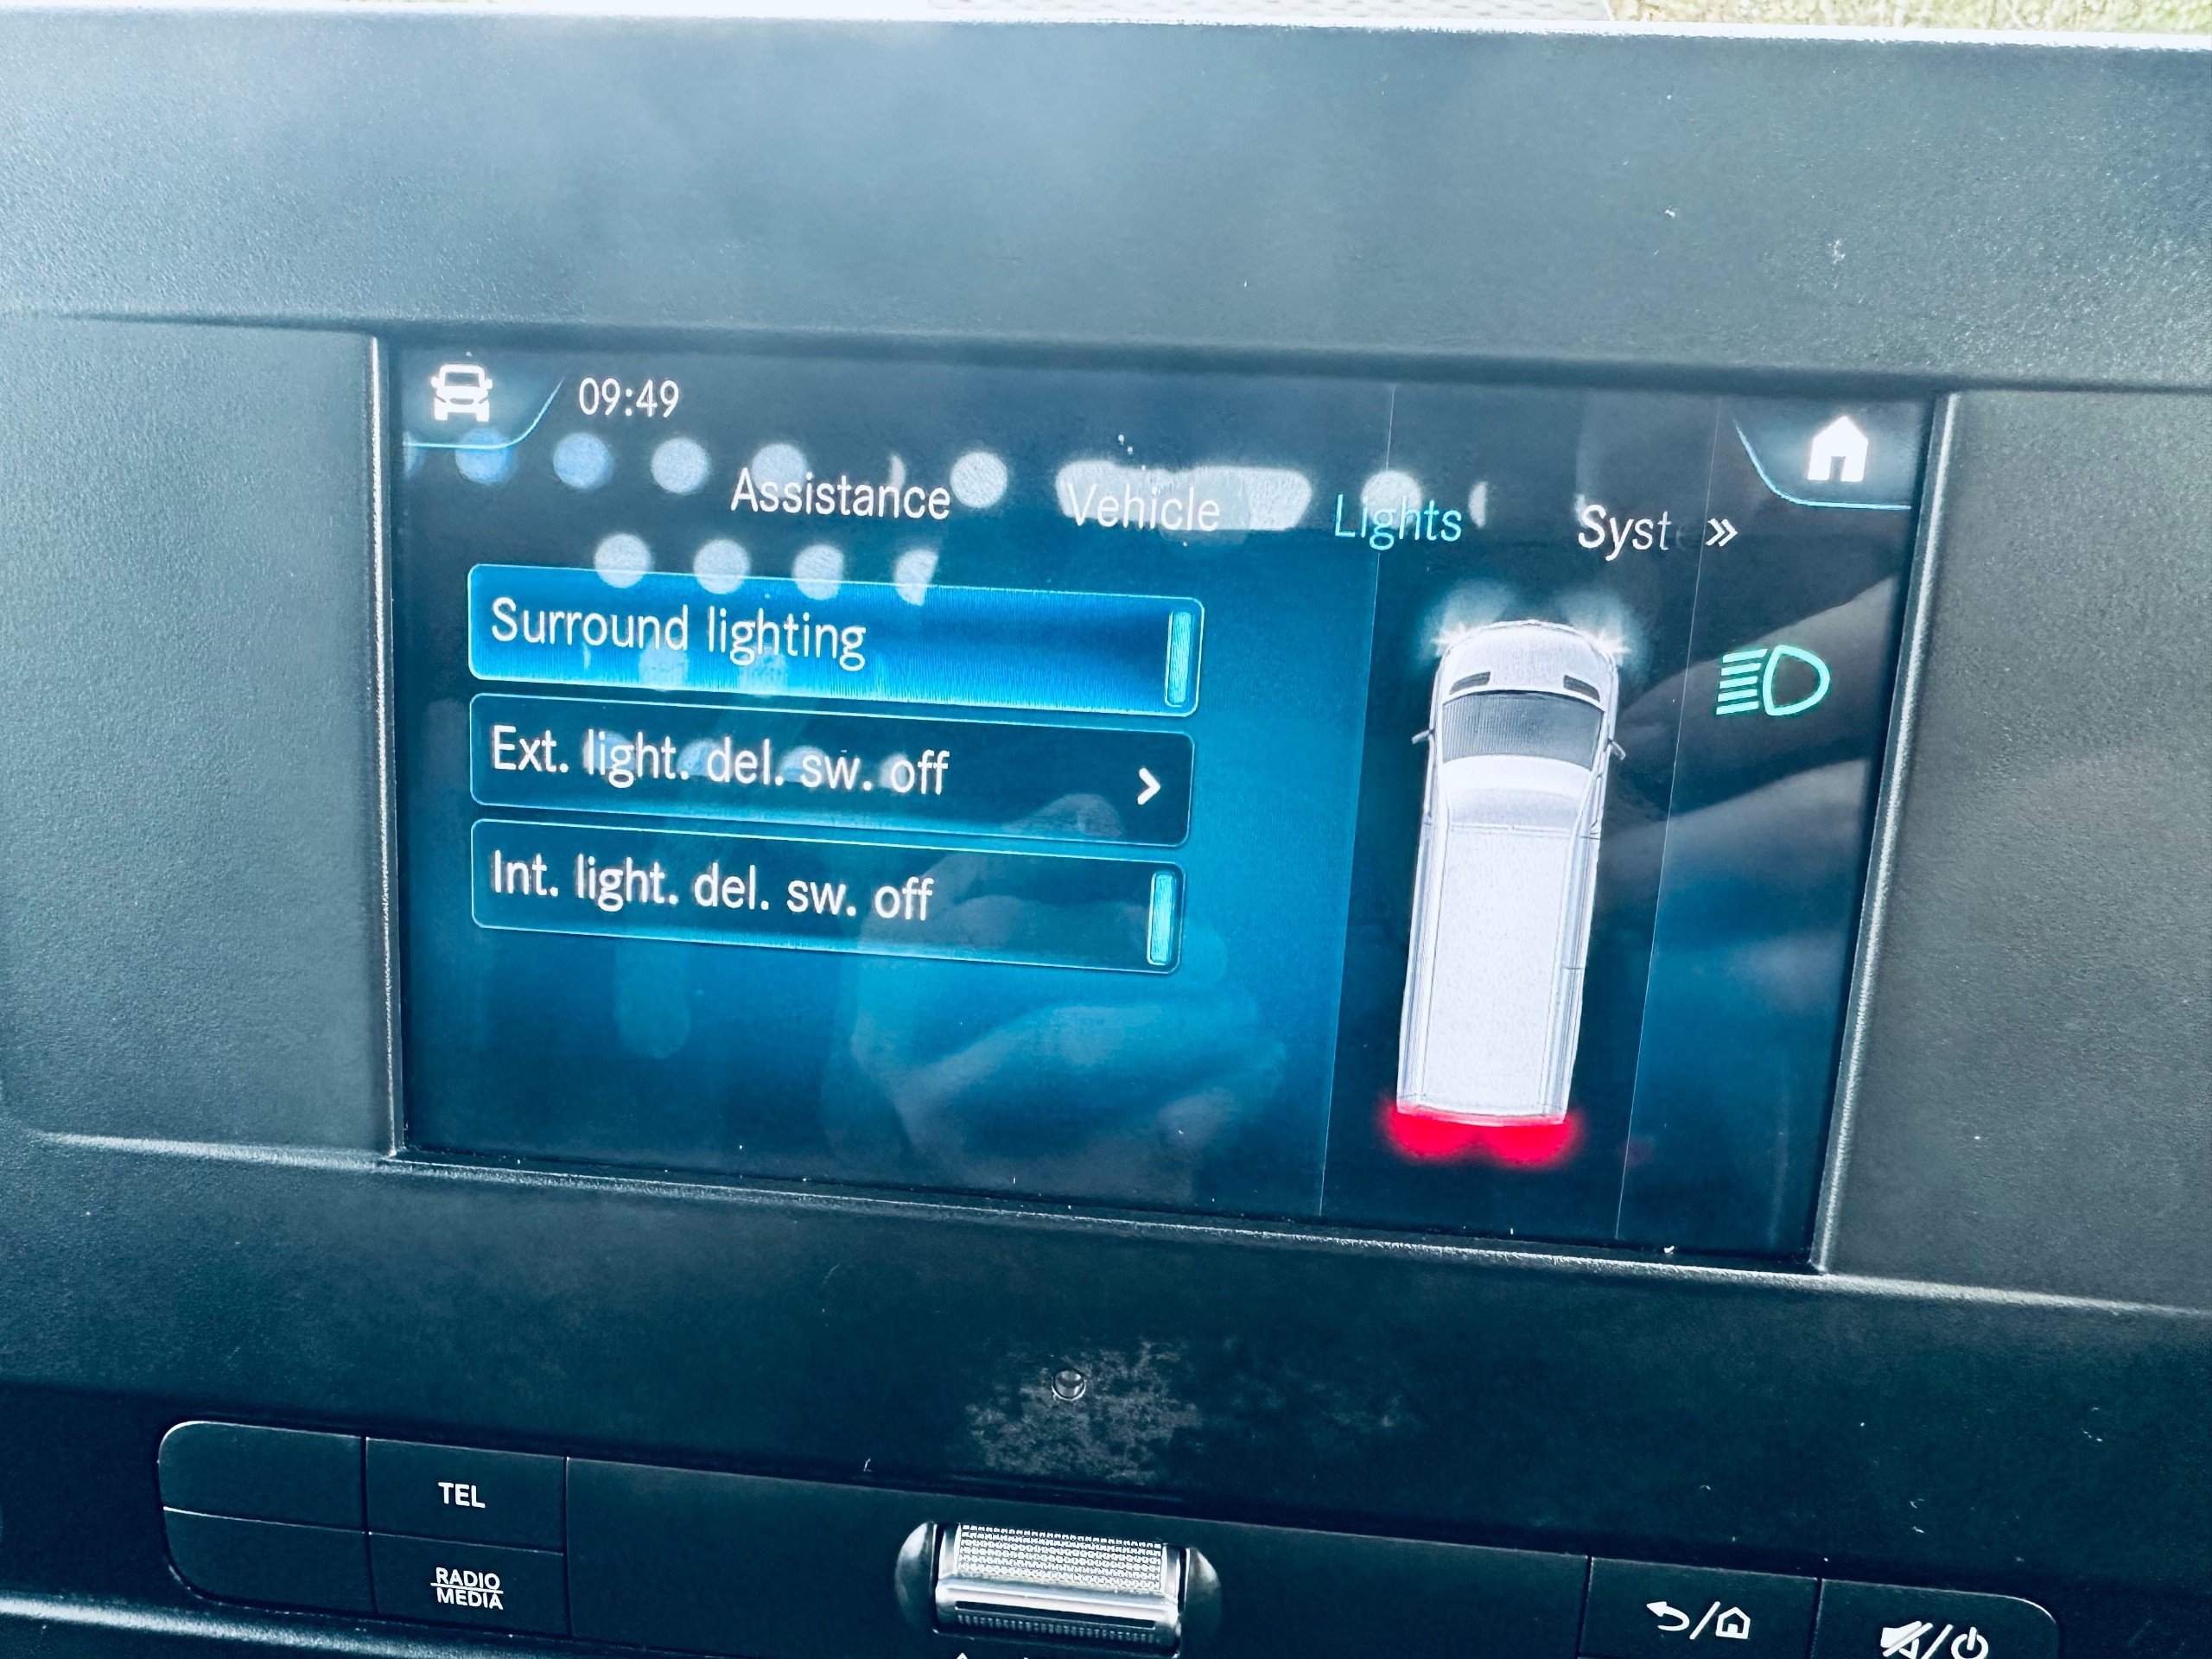 09:49
Assistance Vehicle Lights Syst »
Surround lighting
Ext. light. del. sw. off >
Int. light. del. sw. off
TEL
RADIO
MEDIA